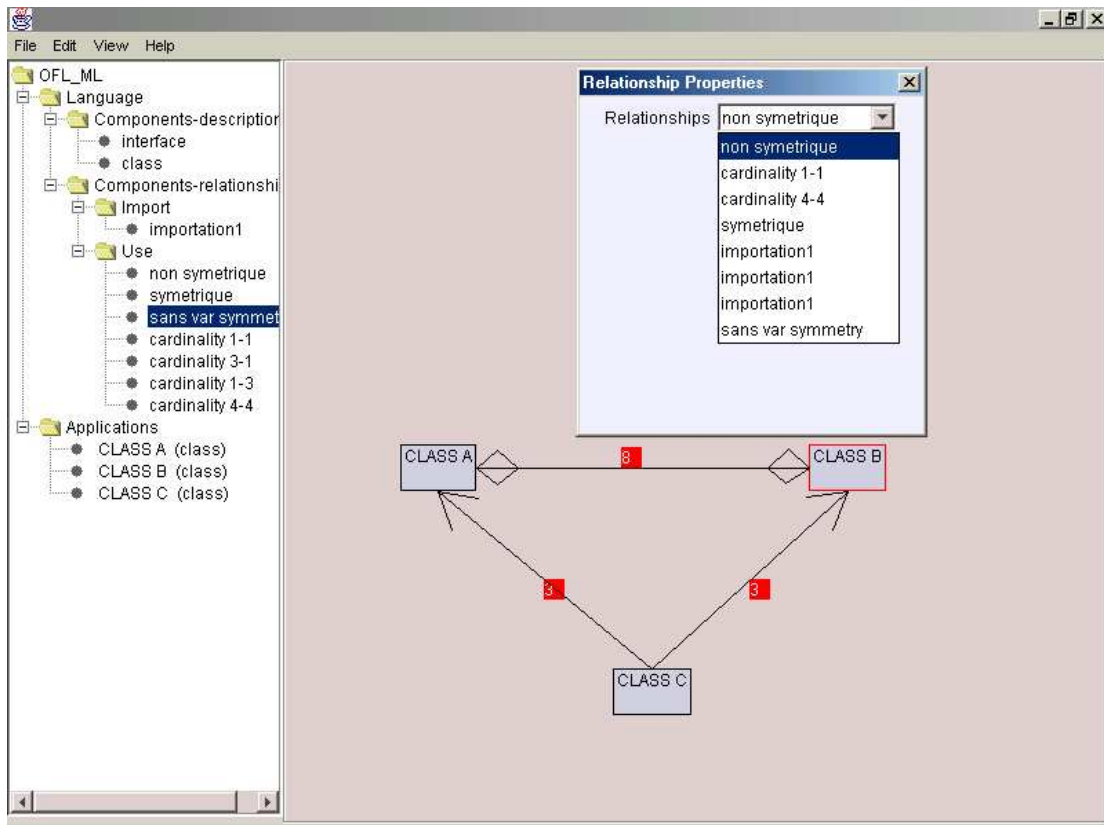 File Edit View Help
OFL_ML
Language
Components-description
interface
class
Components-relationshi
Import
importation1
Use
non symetrique
symetrique
sans var symmet
cardinality 1-1
cardinality 3-1
cardinality 1-3
cardinality 4-4
Applications
CLASS A (class)
CLASS B (class)
CLASS C (class)
Relationship Properties
Relationships non symetrique
non symetrique
cardinality 1-1
cardinality 4-4
symetrique
importation1
importation1
importation1
sans var symmetry
CLASS A 8 CLASS B
3 3
CLASS C